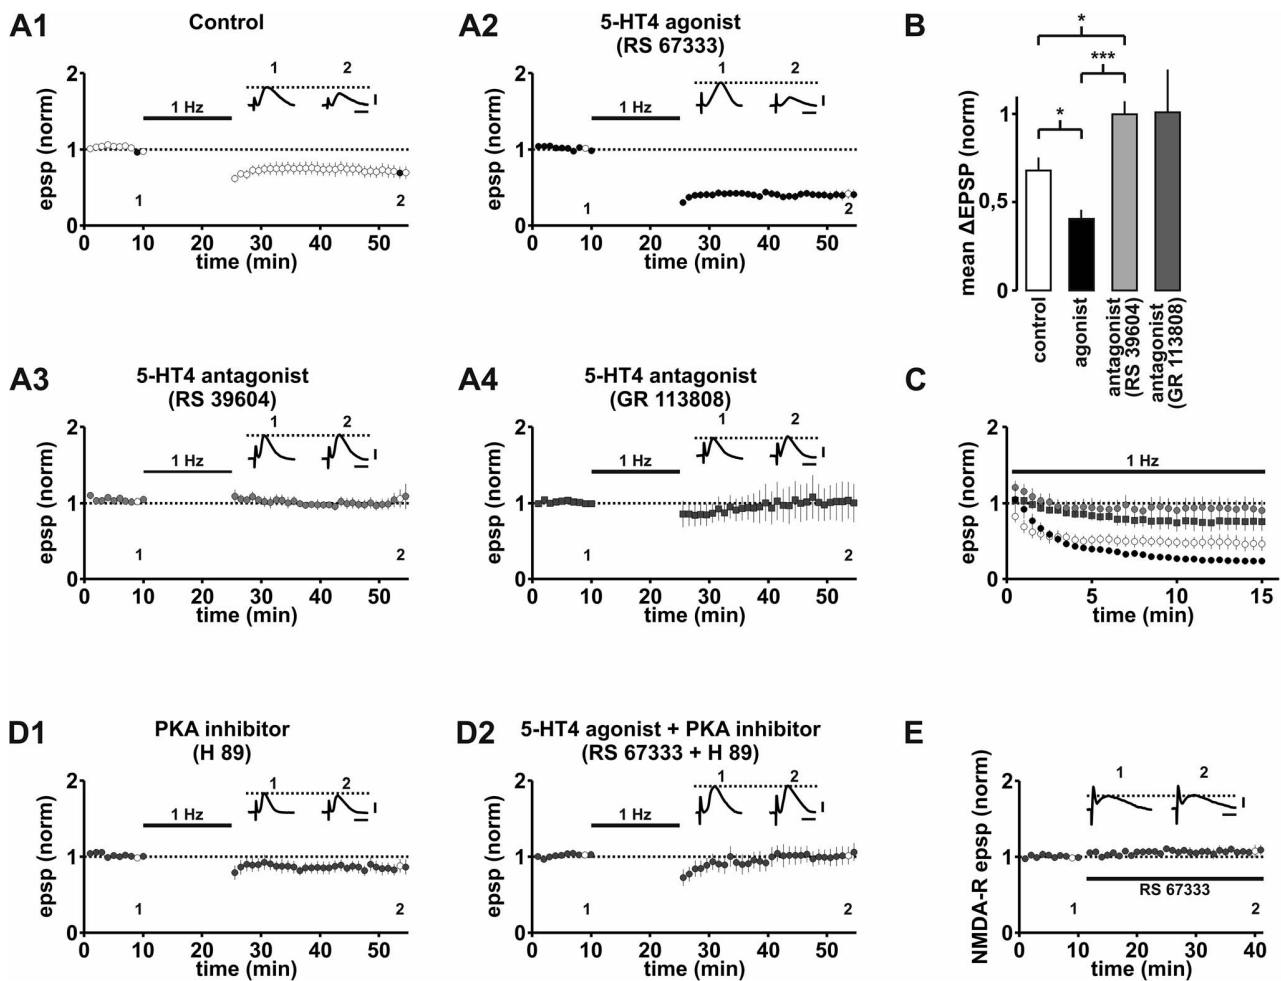 A1
Control
2
1
0
epsp (norm)
1 Hz
1
2
1
2
0
10
20
30
40
50
time (min)
A2
5-HT4 agonist
(RS 67333)
2
1
0
epsp (norm)
1 Hz
1
2
1
2
0
10
20
30
40
50
time (min)
B
*
***
*
1
0,5
0
mean ΔEPSP (norm)
control
agonist
antagonist
(RS 39604)
antagonist
(GR 113808)
A3
5-HT4 antagonist
(RS 39604)
2
1
0
epsp (norm)
1 Hz
1
2
1
2
0
10
20
30
40
50
time (min)
A4
5-HT4 antagonist
(GR 113808)
2
1
0
epsp (norm)
1 Hz
1
2
1
2
0
10
20
30
40
50
time (min)
C
2
1
0
epsp (norm)
1 Hz
0
5
10
15
time (min)
D1
PKA inhibitor
(H 89)
2
1
0
epsp (norm)
1 Hz
1
2
1
2
0
10
20
30
40
50
time (min)
D2
5-HT4 agonist + PKA inhibitor
(RS 67333 + H 89)
2
1
0
epsp (norm)
1 Hz
1
2
1
2
0
10
20
30
40
50
time (min)
E
2
1
0
NMDA-R epsp (norm)
1
2
RS 67333
1
2
0
10
20
30
40
time (min)